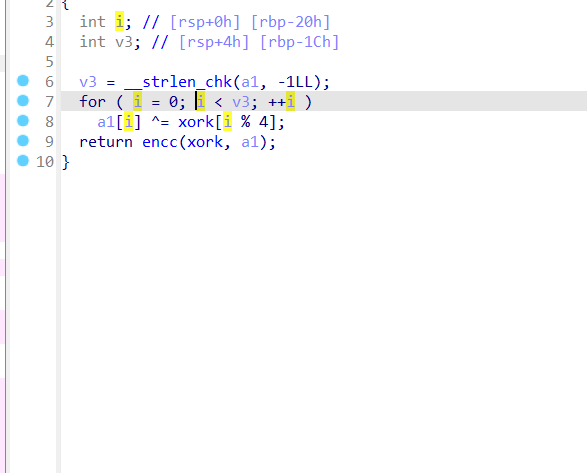 2 {
3 int i; // [rsp+0h] [rbp-20h]
4 int v3; // [rsp+4h] [rbp-1Ch]
5
6 v3 = __strlen_chk(a1, -1LL);
7 for ( i = 0; i < v3; ++i )
8 a1[i] ^= xork[i % 4];
9 return encc(xork, a1);
10 }